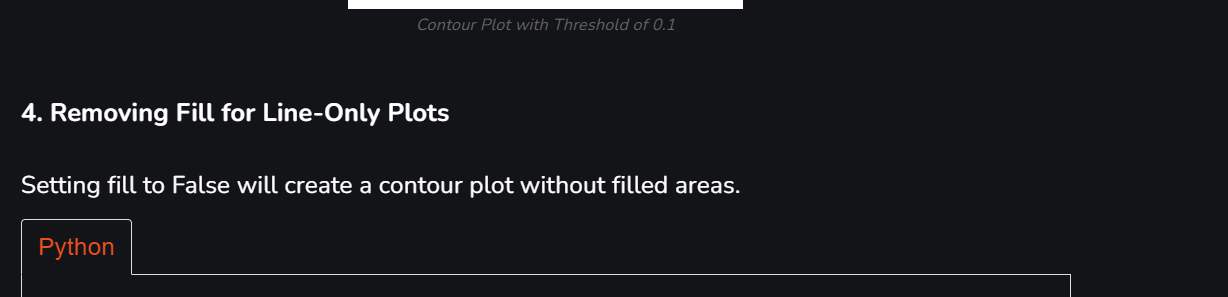 Contour Plot with Threshold of 0.1
4. Removing Fill for Line-Only Plots
Setting fill to False will create a contour plot without filled areas.
Python